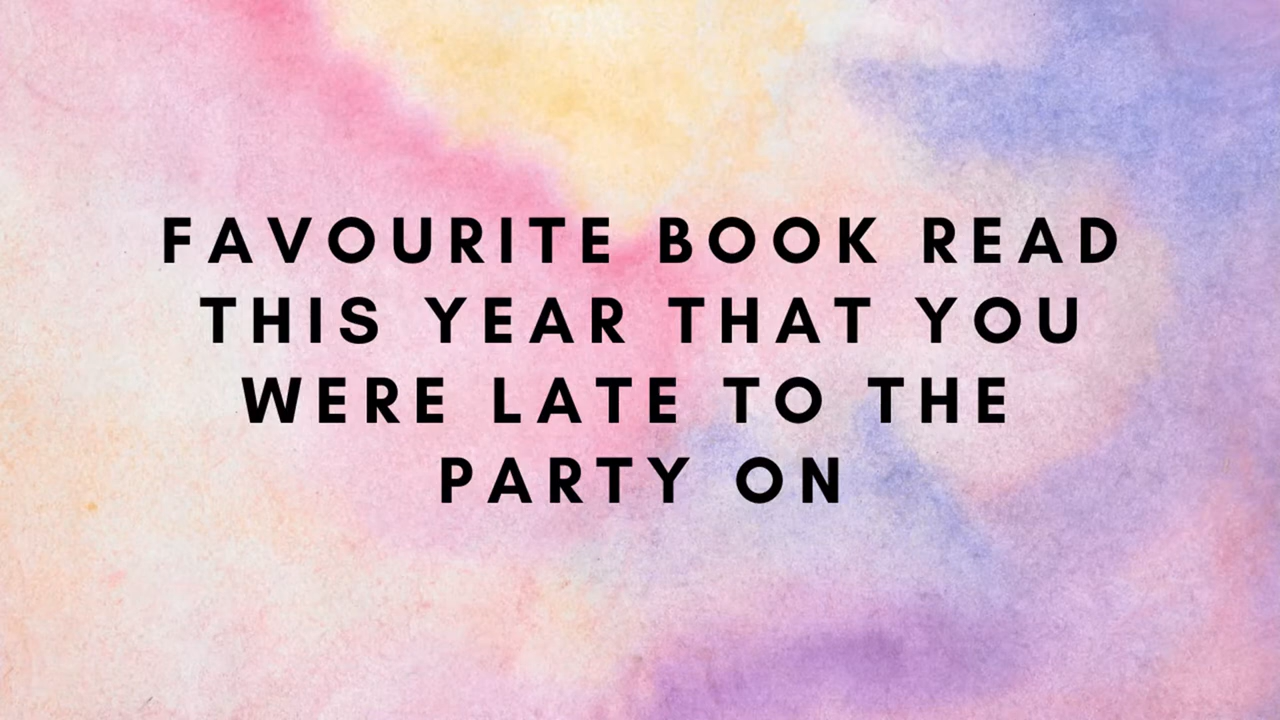 FAVOURITE BOOK READ
THIS YEAR THAT YOU
WERE LATE TO THE
PARTY ON